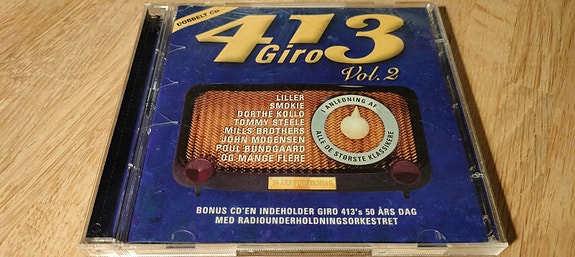 DOBBELT CD
413
Giro
Vol. 2
LILLER
SMOKIE
DORTHE KOLLO
TOMMY STEELE
MILLS BROTHERS
JOHN MOGENSEN
POUL BUNDGAARD
OG MANGE FLERE
I ANLEDNING AF
ALLE DE STØRSTE KLASSIKERE
BONUS CD'EN INDEHOLDER GIRO 413's 50 ÅRS DAG
MED RADIOUNDERHOLDNINGSORKESTRET